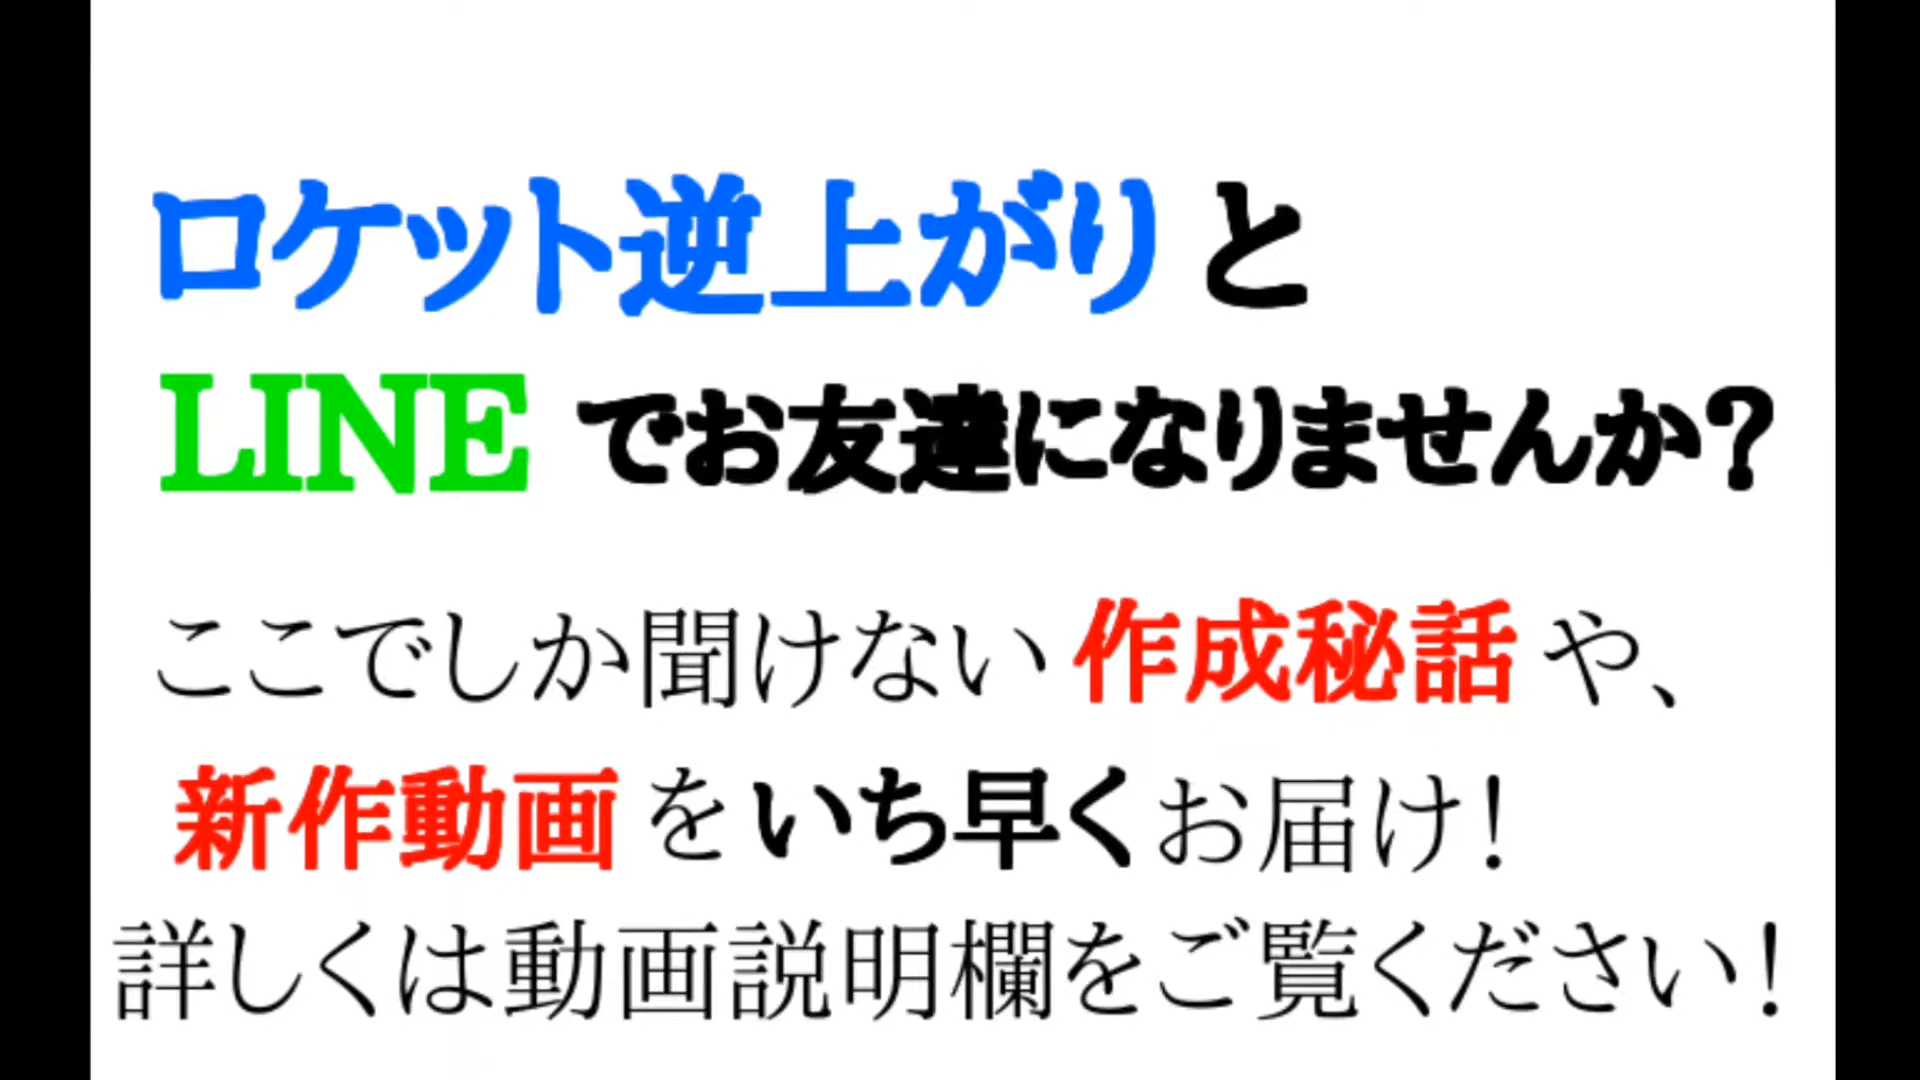 ロケット逆上がりと
LINEでお友達になりませんか？
ここでしか聞けない作成秘話や、
新作動画をいち早くお届け！
詳しくは動画説明欄をご覧ください！